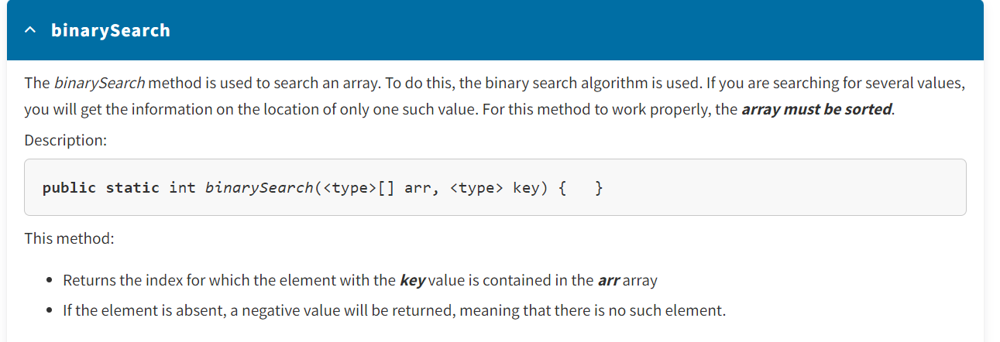 binarySearch
The binarySearch method is used to search an array. To do this, the binary search algorithm is used. If you are searching for several values,
you will get the information on the location of only one such value. For this method to work properly, the array must be sorted.
Description:
public static int binarySearch(<type>[] arr, <type> key) {   }
This method:
• Returns the index for which the element with the key value is contained in the arr array
• If the element is absent, a negative value will be returned, meaning that there is no such element.